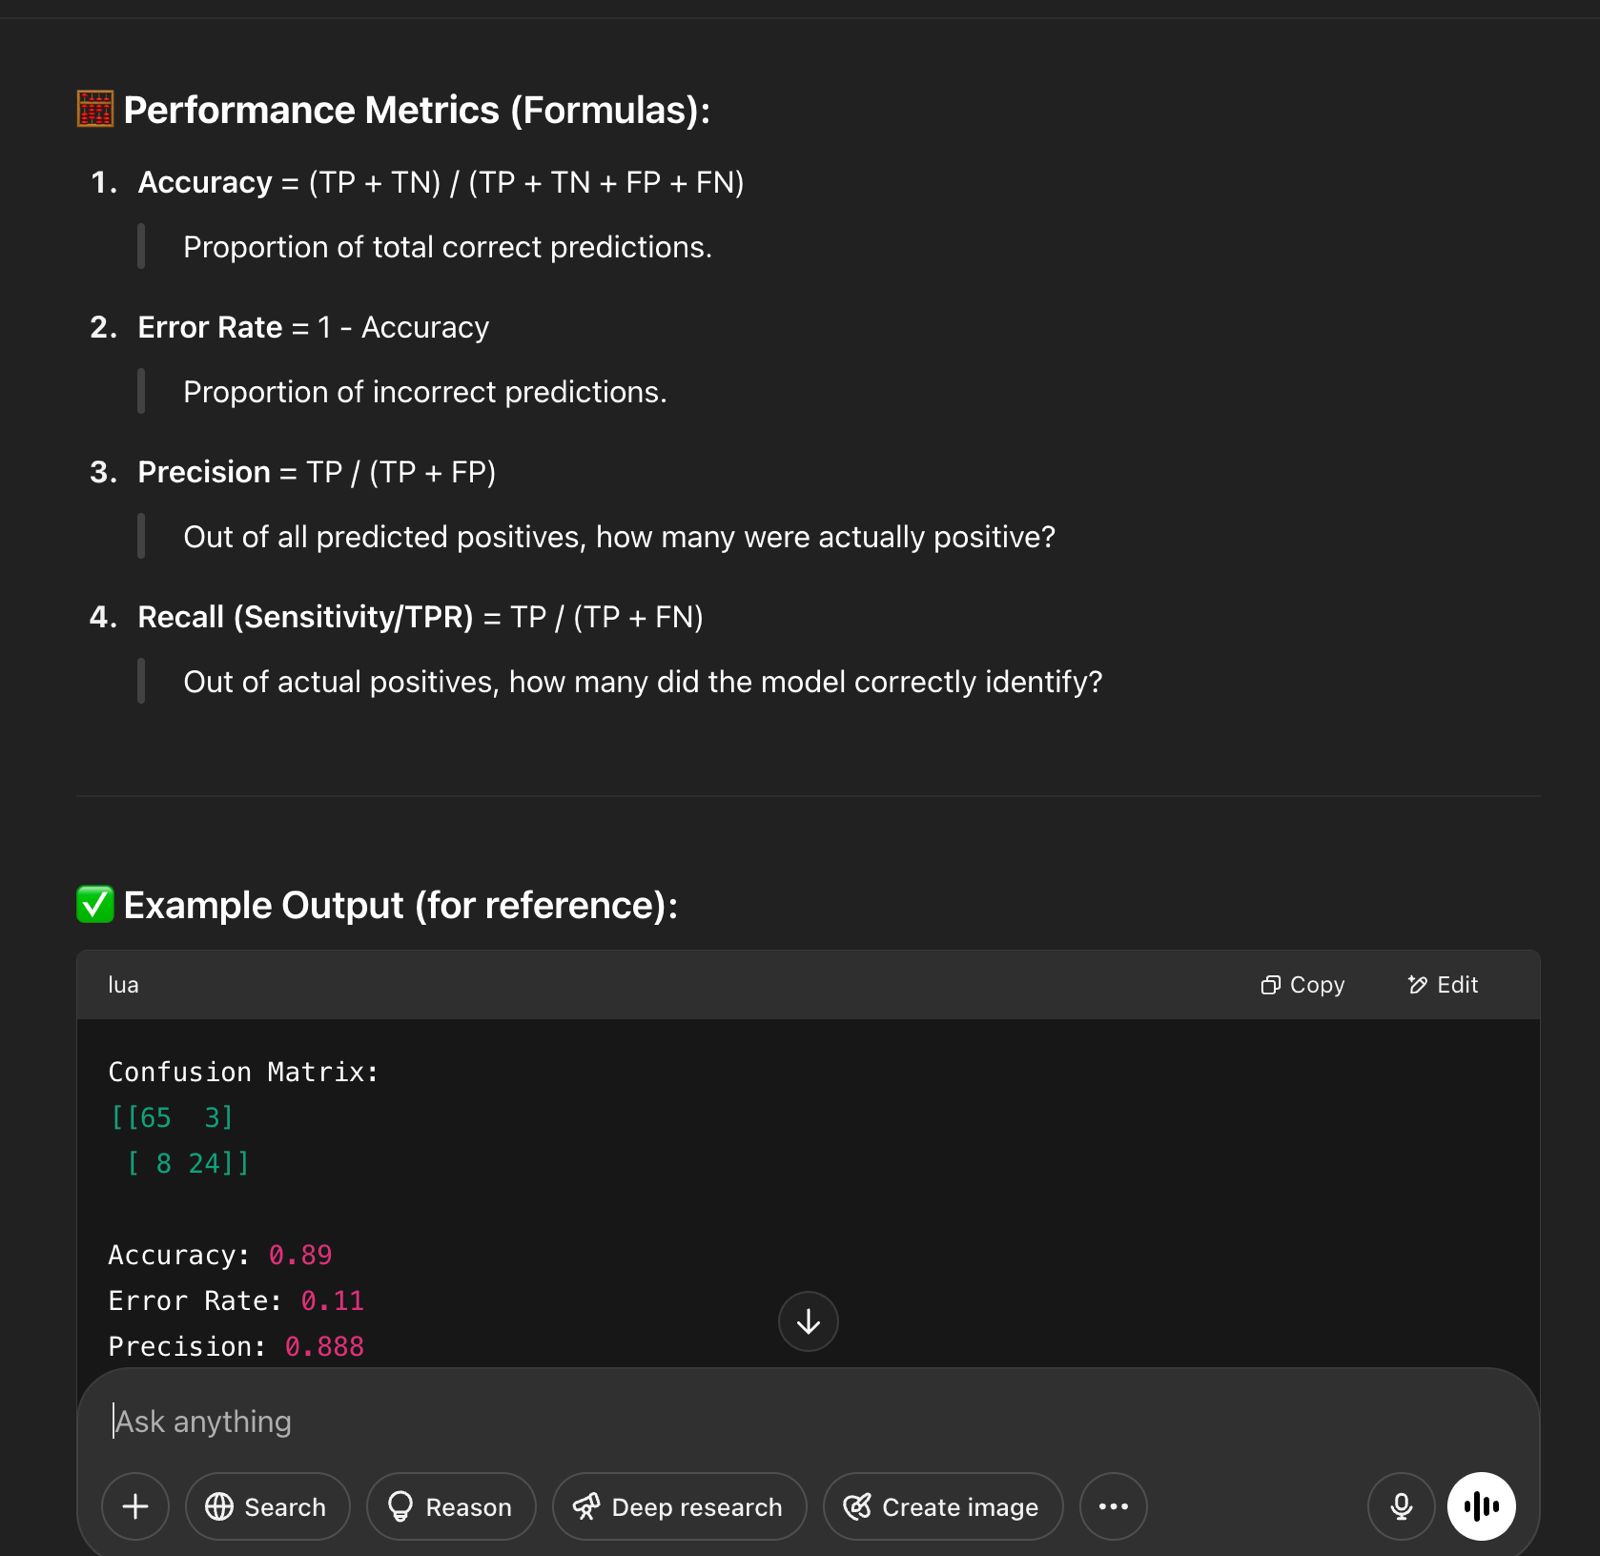 🧮 Performance Metrics (Formulas):
1. Accuracy = (TP + TN) / (TP + TN + FP + FN)
Proportion of total correct predictions.
2. Error Rate = 1 - Accuracy
Proportion of incorrect predictions.
3. Precision = TP / (TP + FP)
Out of all predicted positives, how many were actually positive?
4. Recall (Sensitivity/TPR) = TP / (TP + FN)
Out of actual positives, how many did the model correctly identify?
✅ Example Output (for reference):
lua Copy Edit
Confusion Matrix:
[[65  3]
 [ 8 24]]
Accuracy: 0.89
Error Rate: 0.11
Precision: 0.888
Ask anything
Search Reason Deep research Create image